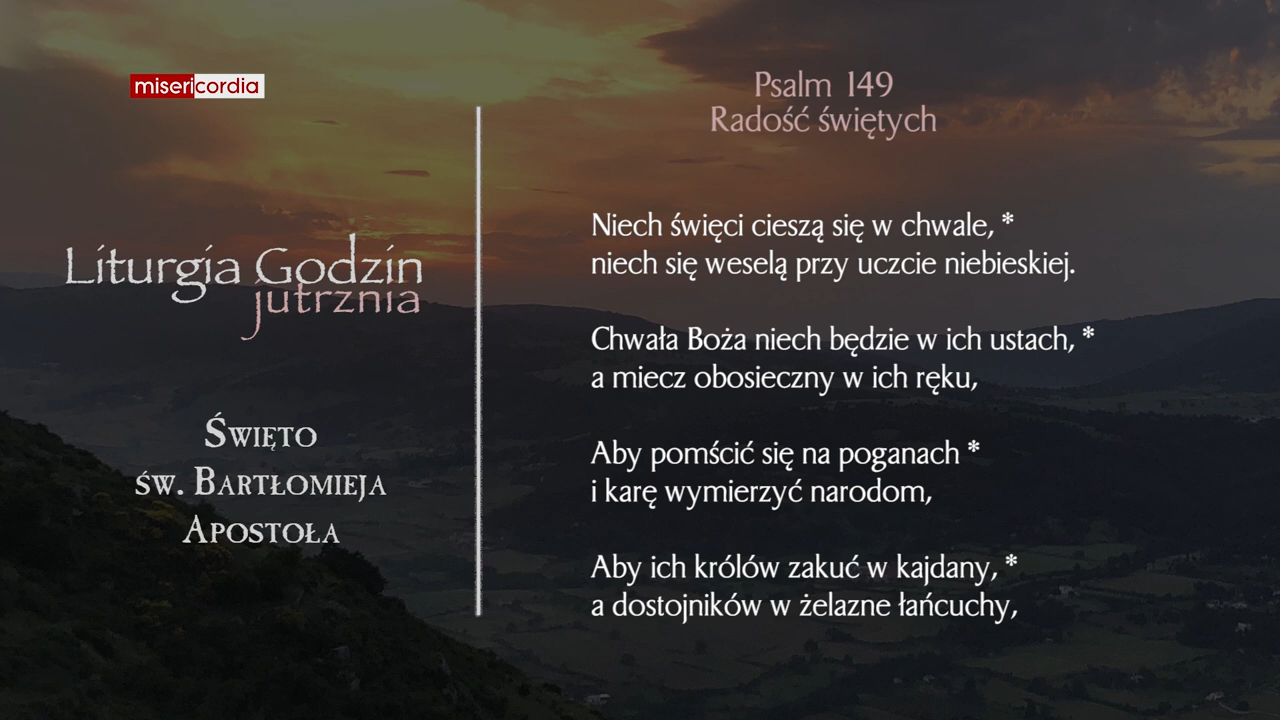 misericordia
Liturgia Godzin
jutrznia
Święto
św. Bartłomieja
Apostoła
Psalm 149
Radość świętych
Niech święci cieszą się w chwale, *
niech się weselą przy uczcie niebieskiej.
Chwała Boża niech będzie w ich ustach, *
a miecz obosieczny w ich ręku,
Aby pomścić się na poganach *
i karę wymierzyć narodom,
Aby ich królów zakuć w kajdany, *
a dostojników w żelazne łańcuchy,